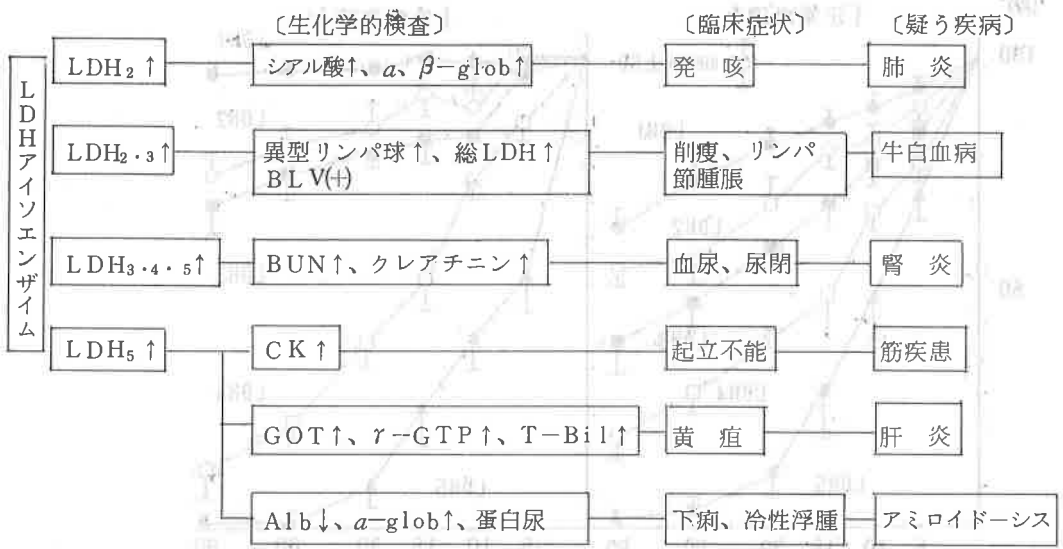 〔生化学的検査〕 〔臨床症状〕 〔疑う疾病〕
LDHアイソエンザイム
LDH₂ ↑ シアル酸↑、α、β－glob↑ 発 咳 肺 炎
LDH₂・₃↑ 異型リンパ球↑、総LDH↑ 削痩、リンパ 牛白血病
BLV(+) 節腫脹
LDH₃・₄・₅↑ BUN↑、クレアチニン↑ 血尿、尿閉 腎 炎
LDH₅ ↑ CK↑ 起立不能 筋疾患
GOT↑、γ－GTP↑、T－Bil↑ 黄 疸 肝 炎
Alb↓、α－glob↑、蛋白尿 下痢、冷性浮腫 アミロイドーシス